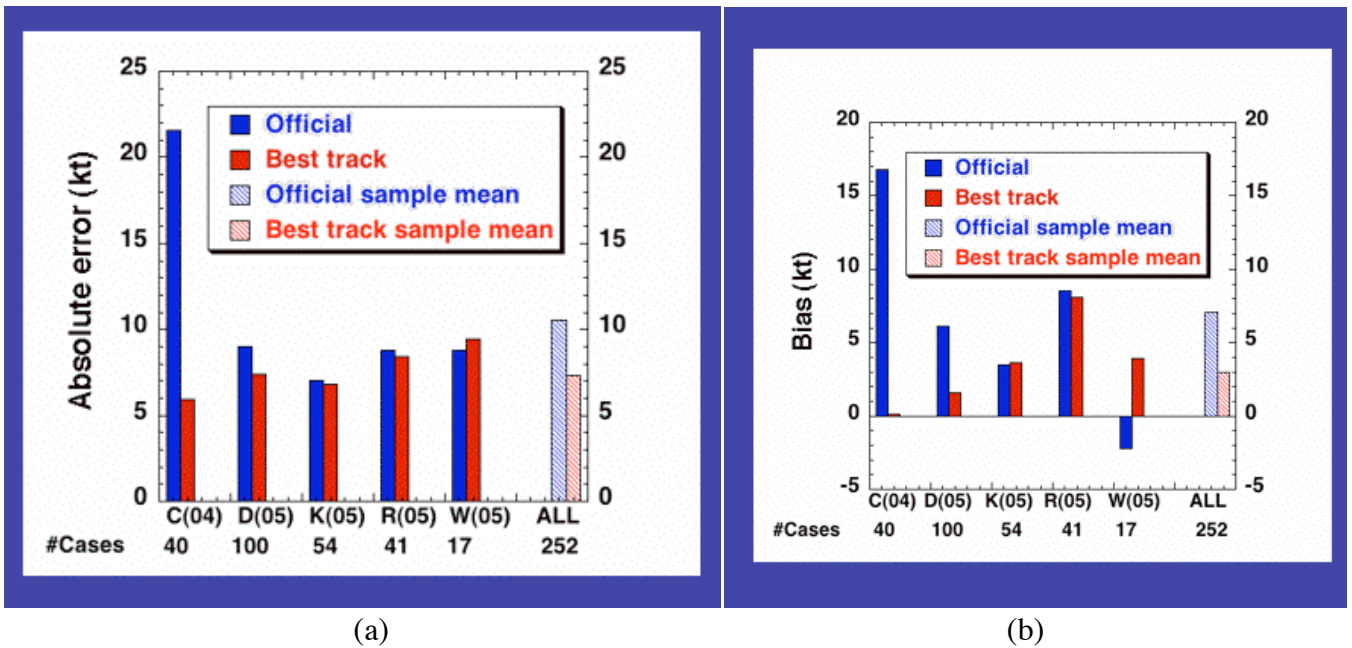 25 25
20 20
15 15
10 10
5 5
0 0
Absolute error (kt)
Official
Best track
Official sample mean
Best track sample mean
C(04) D(05) K(05) R(05) W(05) ALL
#Cases 40 100 54 41 17 252
(a)
20 20
15 15
10 10
5 5
0 0
-5 -5
Bias (kt)
Official
Best track
Official sample mean
Best track sample mean
C(04) D(05) K(05) R(05) W(05) ALL
#Cases 40 100 54 41 17 252
(b)